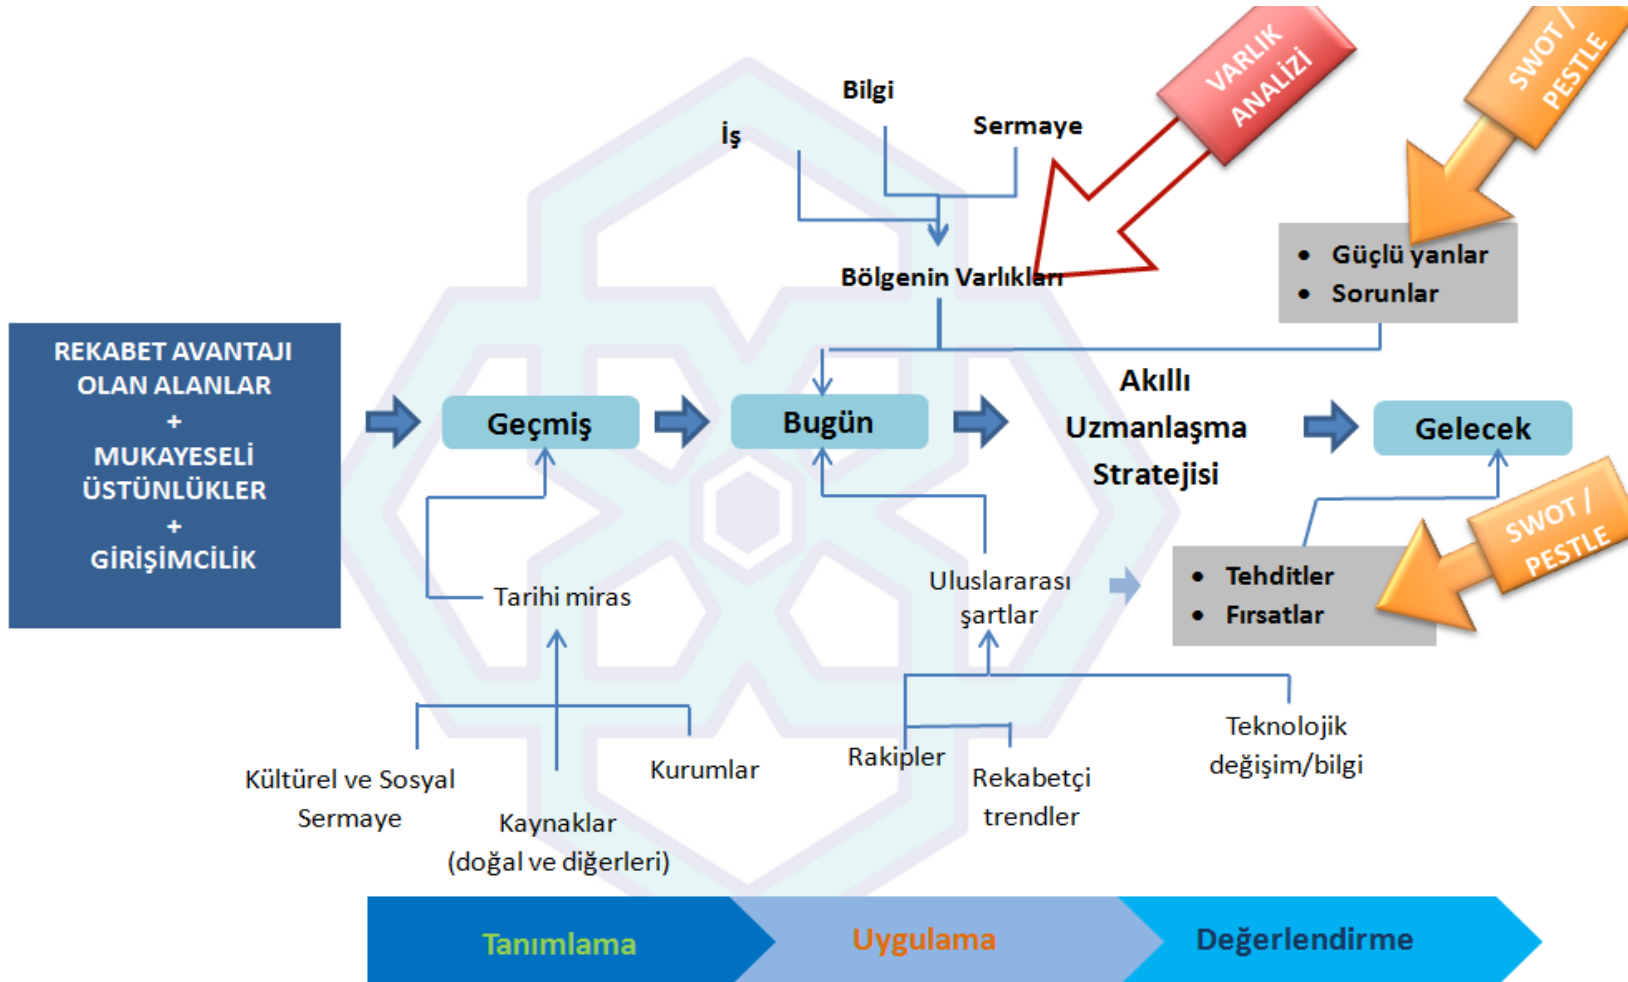 VARLIK
ANALİZİ
SWOT /
PESTLE
Bilgi
Sermaye
İş
Bölgenin Varlıkları
• Güçlü yanlar
• Sorunlar
REKABET AVANTAJI
OLAN ALANLAR
+
MUKAYESELİ
ÜSTÜNLÜKLER
+
GİRİŞİMCİLİK
Geçmiş
Bugün
Akıllı
Uzmanlaşma
Stratejisi
Gelecek
SWOT /
PESTLE
Tarihi miras
Uluslararası
şartlar
• Tehditler
• Fırsatlar
Kültürel ve Sosyal
Sermaye
Kaynaklar
(doğal ve diğerleri)
Kurumlar
Rakipler
Rekabetçi
trendler
Teknolojik
değişim/bilgi
Tanımlama
Uygulama
Değerlendirme